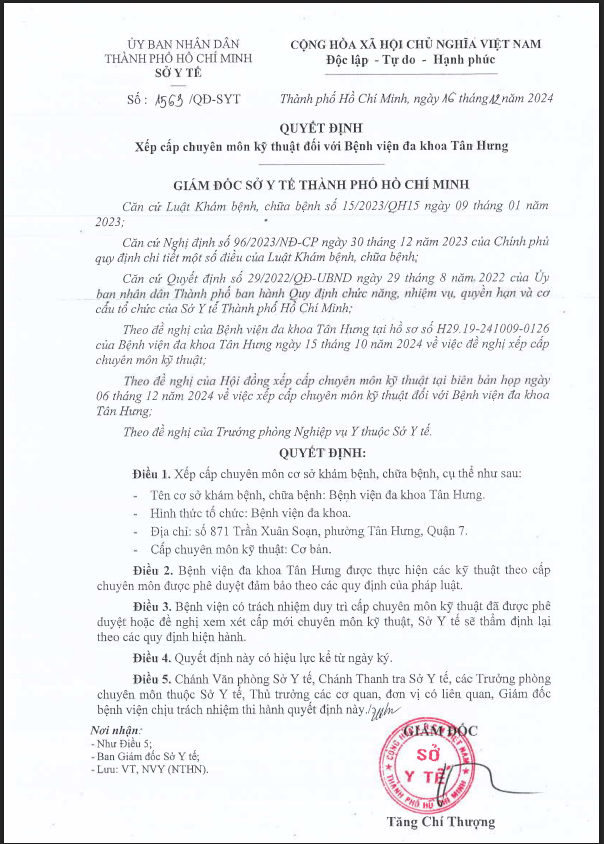 ỦY BAN NHÂN DÂN
THÀNH PHỐ HỒ CHÍ MINH
SỞ Y TẾ
CỘNG HÒA XÃ HỘI CHỦ NGHĨA VIỆT NAM
Độc lập - Tự do - Hạnh phúc
Số : 1563 /QĐ-SYT
Thành phố Hồ Chí Minh, ngày 16 tháng 12 năm 2024
QUYẾT ĐỊNH
Xếp cấp chuyên môn kỹ thuật đối với Bệnh viện đa khoa Tân Hưng
GIÁM ĐỐC SỞ Y TẾ THÀNH PHỐ HỒ CHÍ MINH
Căn cứ Luật Khám bệnh, chữa bệnh số 15/2023/QH15 ngày 09 tháng 01 năm
2023;
Căn cứ Nghị định số 96/2023/NĐ-CP ngày 30 tháng 12 năm 2023 của Chính phủ
quy định chi tiết một số điều của Luật Khám bệnh, chữa bệnh;
Căn cứ Quyết định số 29/2022/QĐ-UBND ngày 29 tháng 8 năm 2022 của Ủy
ban nhân dân Thành phố ban hành Quy định chức năng, nhiệm vụ, quyền hạn và cơ
cấu tổ chức của Sở Y tế Thành phố Hồ Chí Minh;
Theo đề nghị của Bệnh viện đa khoa Tân Hưng tại hồ sơ số H29.19-241009-0126
của Bệnh viện đa khoa Tân Hưng ngày 15 tháng 10 năm 2024 về việc đề nghị xếp cấp
chuyên môn kỹ thuật;
Theo đề nghị của Hội đồng xếp cấp chuyên môn kỹ thuật tại biên bản họp ngày
06 tháng 12 năm 2024 về việc xếp cấp chuyên môn kỹ thuật đối với Bệnh viện đa khoa
Tân Hưng;
Theo đề nghị của Trưởng phòng Nghiệp vụ Y thuộc Sở Y tế.
QUYẾT ĐỊNH:
Điều 1. Xếp cấp chuyên môn cơ sở khám bệnh, chữa bệnh, cụ thể như sau:
- Tên cơ sở khám bệnh, chữa bệnh: Bệnh viện đa khoa Tân Hưng.
- Hình thức tổ chức: Bệnh viện đa khoa.
- Địa chỉ: số 871 Trần Xuân Soạn, phường Tân Hưng, Quận 7.
- Cấp chuyên môn kỹ thuật: Cơ bản.
Điều 2. Bệnh viện đa khoa Tân Hưng được thực hiện các kỹ thuật theo cấp
chuyên môn được phê duyệt đảm bảo theo các quy định của pháp luật.
Điều 3. Bệnh viện có trách nhiệm duy trì cấp chuyên môn kỹ thuật đã được phê
duyệt hoặc đề nghị xem xét cấp mới chuyên môn kỹ thuật, Sở Y tế sẽ thẩm định lại
theo các quy định hiện hành.
Điều 4. Quyết định này có hiệu lực kể từ ngày ký.
Điều 5. Chánh Văn phòng Sở Y tế, Chánh Thanh tra Sở Y tế, các Trưởng phòng
chuyên môn thuộc Sở Y tế, Thủ trưởng các cơ quan, đơn vị có liên quan, Giám đốc
bệnh viện chịu trách nhiệm thi hành quyết định này./.
Nơi nhận:
- Như Điều 5;
- Ban Giám đốc Sở Y tế;
- Lưu: VT, NVY (NTHN).
GIÁM ĐỐC
CỘNG HÒA X.H.C.N VIỆT NAM
SỞ
Y TẾ
THÀNH PHỐ HỒ CHÍ MINH
Tăng Chí Thượng